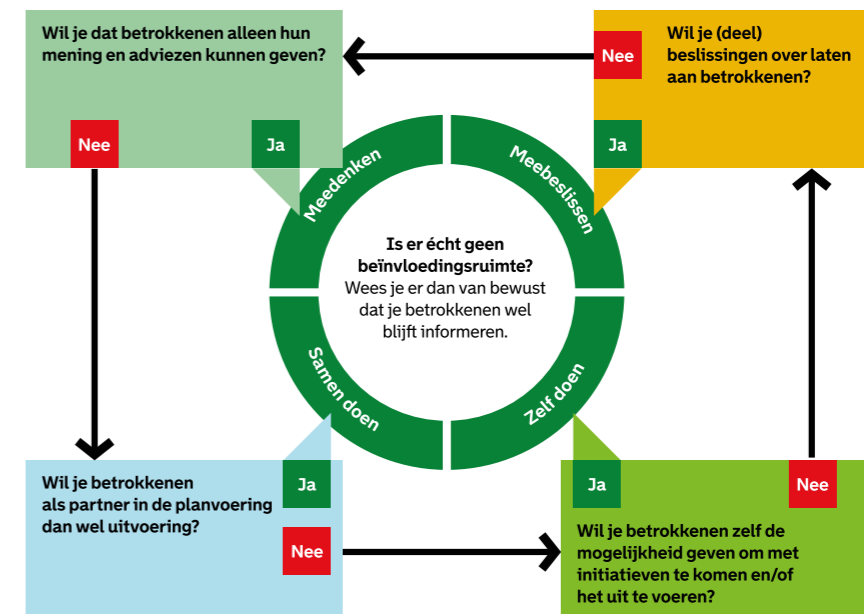 Wil je dat betrokkenen alleen hun
mening en adviezen kunnen geven?
Nee
Ja
Wil je (deel)
beslissingen over laten
aan betrokkenen?
Nee
Ja
Meedenken
Meebeslissen
Is er écht geen
beïnvloedingsruimte?
Wees je er dan van bewust
dat je betrokkenen wel
blijft informeren.
Samen doen
Zelf doen
Wil je betrokkenen
als partner in de planvoering
dan wel uitvoering?
Ja
Nee
Ja
Nee
Wil je betrokkenen zelf de
mogelijkheid geven om met
initiatieven te komen en/of
het uit te voeren?